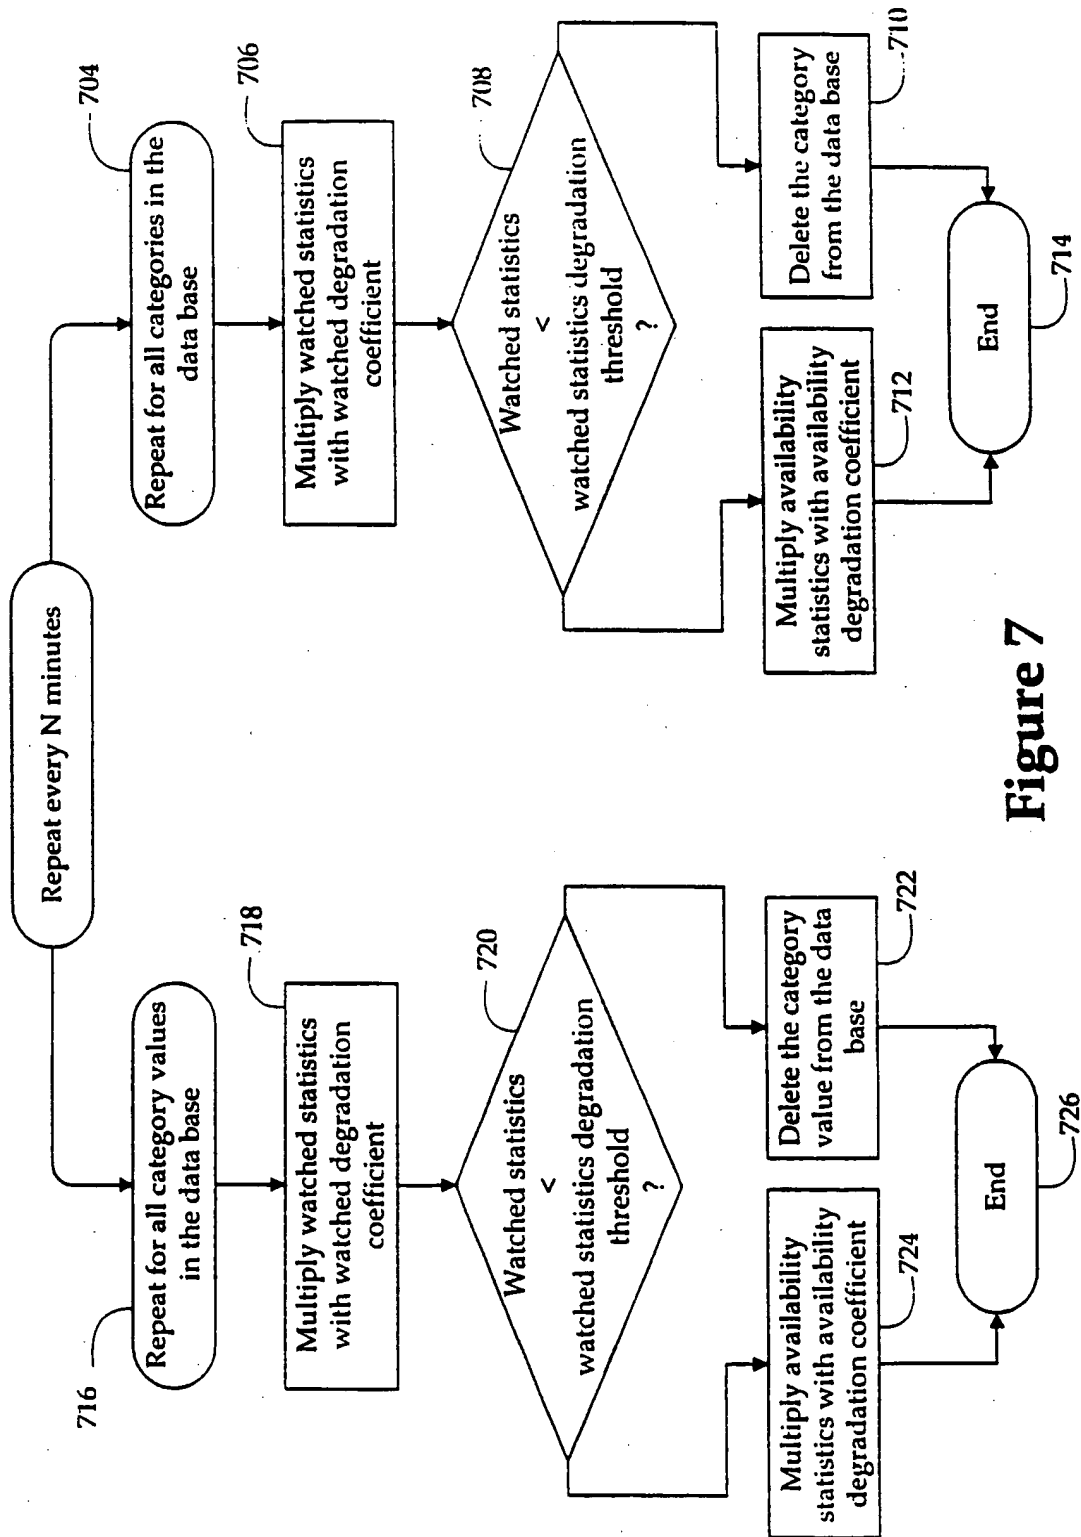 Repeat every N minutes
716
Repeat for all category values
in the data base
718
Multiply watched statistics
with watched degradation
coefficient
720
Watched statistics
<
watched statistics degradation
threshold
?
724
Multiply availability
statistics with availability
degradation coefficient
722
Delete the category
value from the data
base
End
726
704
Repeat for all categories in the
data base
706
Multiply watched statistics
with watched degradation
coefficient
708
Watched statistics
<
watched statistics degradation
threshold
?
712
Multiply availability
statistics with availability
degradation coefficient
710
Delete the category
from the data base
End
714
Figure 7